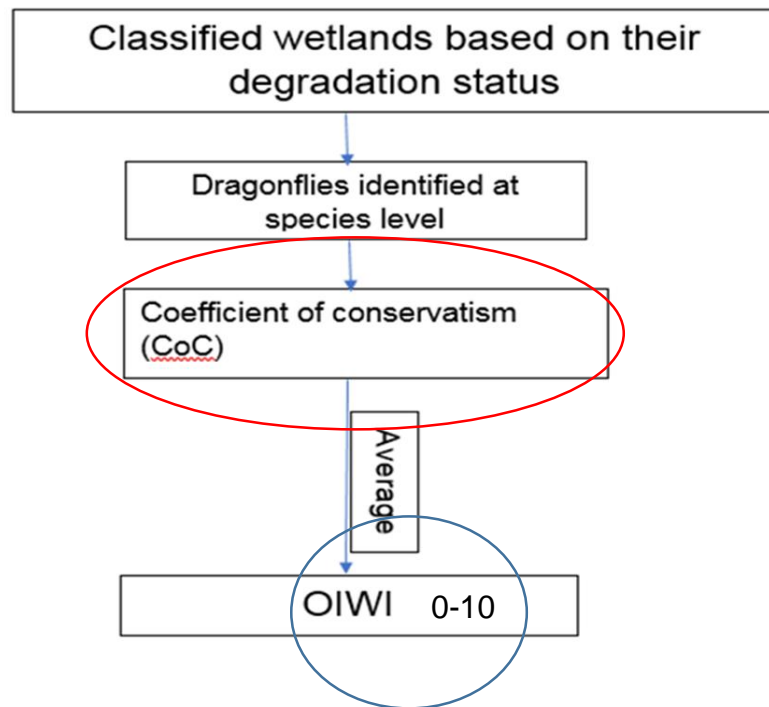 Classified wetlands based on their
degradation status
Dragonflies identified at
species level
Coefficient of conservatism
(CoC)
Average
OIWI 0-10